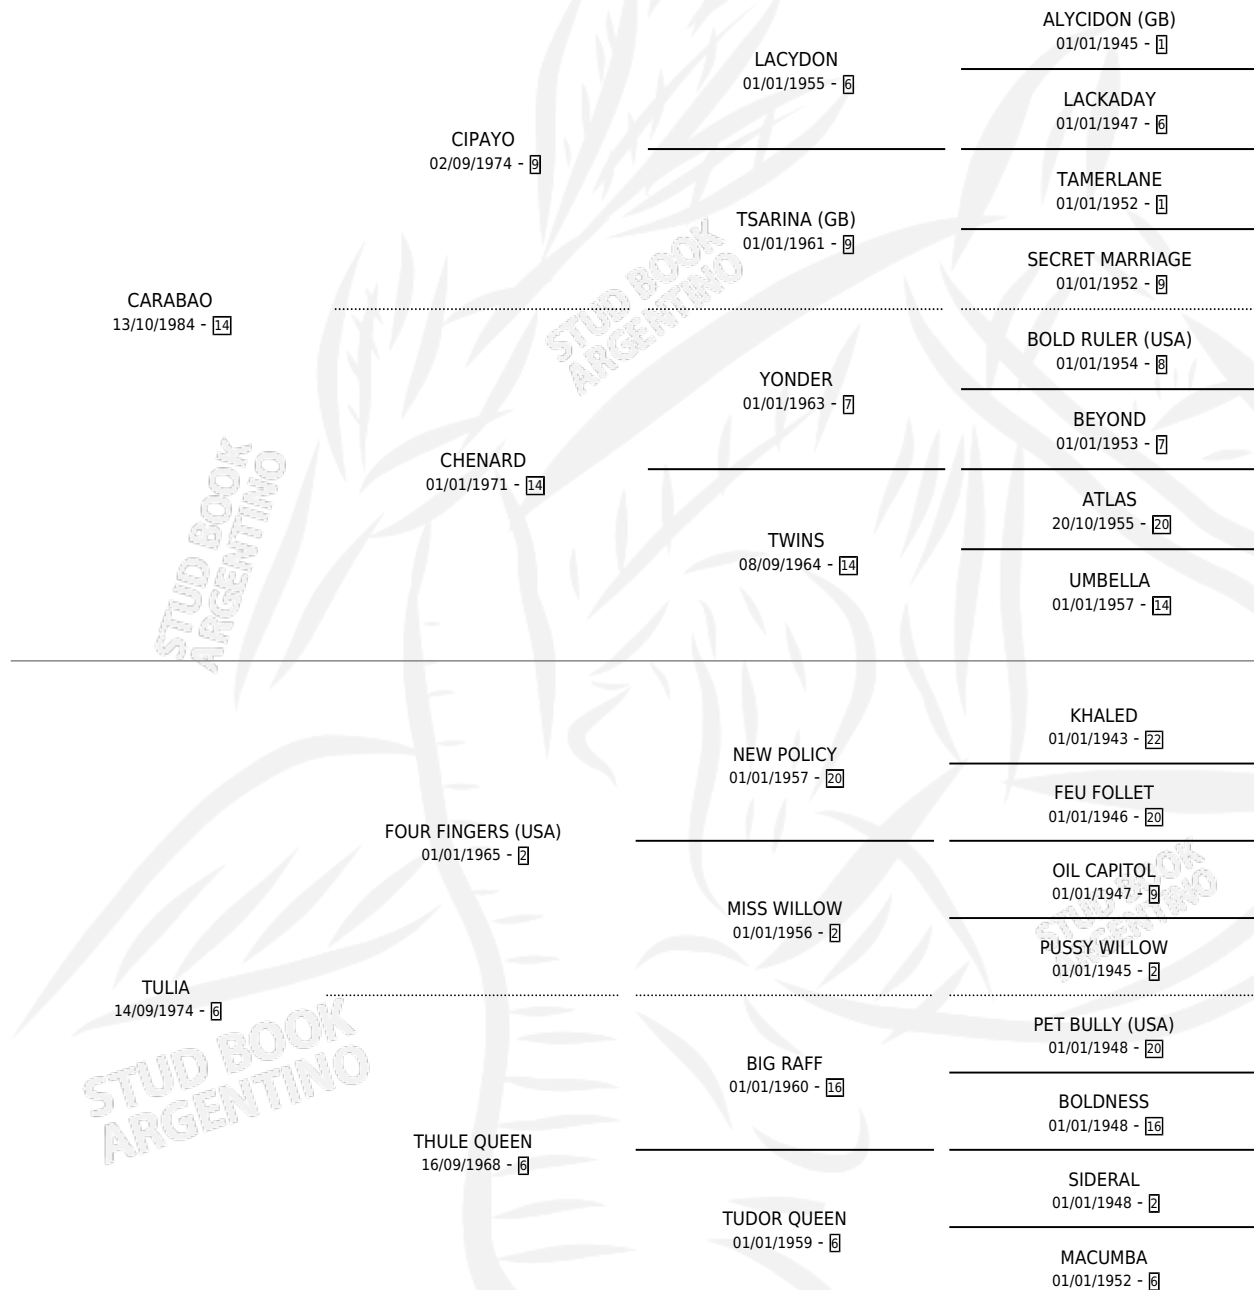 ALYCIDON (GB)
01/01/1945 - 1
LACYDON
01/01/1955 - 6
LACKADAY
01/01/1947 - 6
CIPAYO
02/09/1974 - 9
TAMERLANE
01/01/1952 - 1
TSARINA (GB)
01/01/1961 - 9
SECRET MARRIAGE
01/01/1952 - 9
CARABAO
13/10/1984 - 14
STUD BOOK
ARGENTINO
BOLD RULER (USA)
01/01/1954 - 8
YONDER
01/01/1963 - 7
BEYOND
01/01/1953 - 7
CHENARD
01/01/1971 - 14
ATLAS
20/10/1955 - 20
TWINS
08/09/1964 - 14
UMBELLA
01/01/1957 - 14
STUD BOOK
ARGENTINO
KHALED
01/01/1943 - 22
NEW POLICY
01/01/1957 - 20
FEU FOLLET
01/01/1946 - 20
FOUR FINGERS (USA)
01/01/1965 - 2
OIL CAPITOL
01/01/1947 - 9
MISS WILLOW
01/01/1956 - 2
PUSSY WILLOW
01/01/1945 - 2
STUD BOOK
ARGENTINO
TULIA
14/09/1974 - 6
PET BULLY (USA)
01/01/1948 - 20
BIG RAFF
01/01/1960 - 16
BOLDNESS
01/01/1948 - 16
STUD BOOK
ARGENTINO
THULE QUEEN
16/09/1968 - 6
SIDERAL
01/01/1948 - 2
TUDOR QUEEN
01/01/1959 - 6
MACUMBA
01/01/1952 - 6